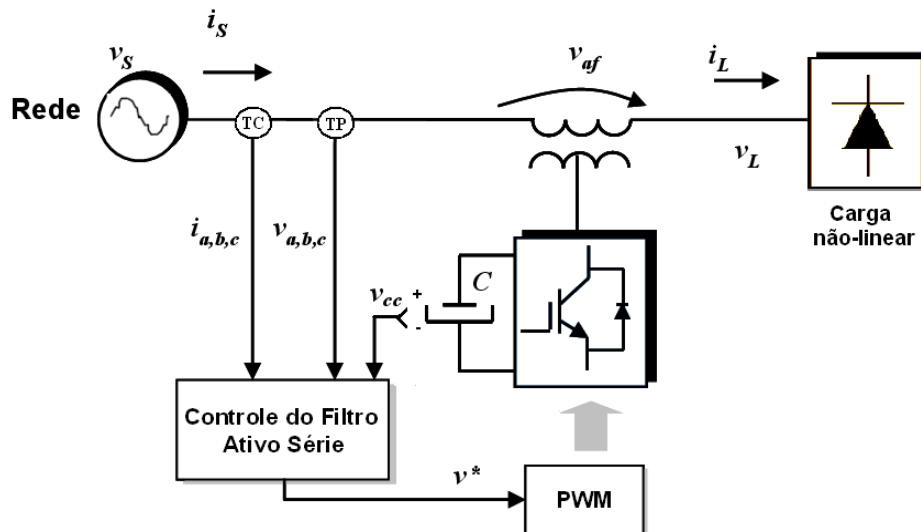 i_S
v_S
v_af
i_L
Rede
TC
TP
v_L
i_a,b,c
v_a,b,c
Carga
não-linear
v_cc
+
-
C
Controle do Filtro
Ativo Série
v*
PWM